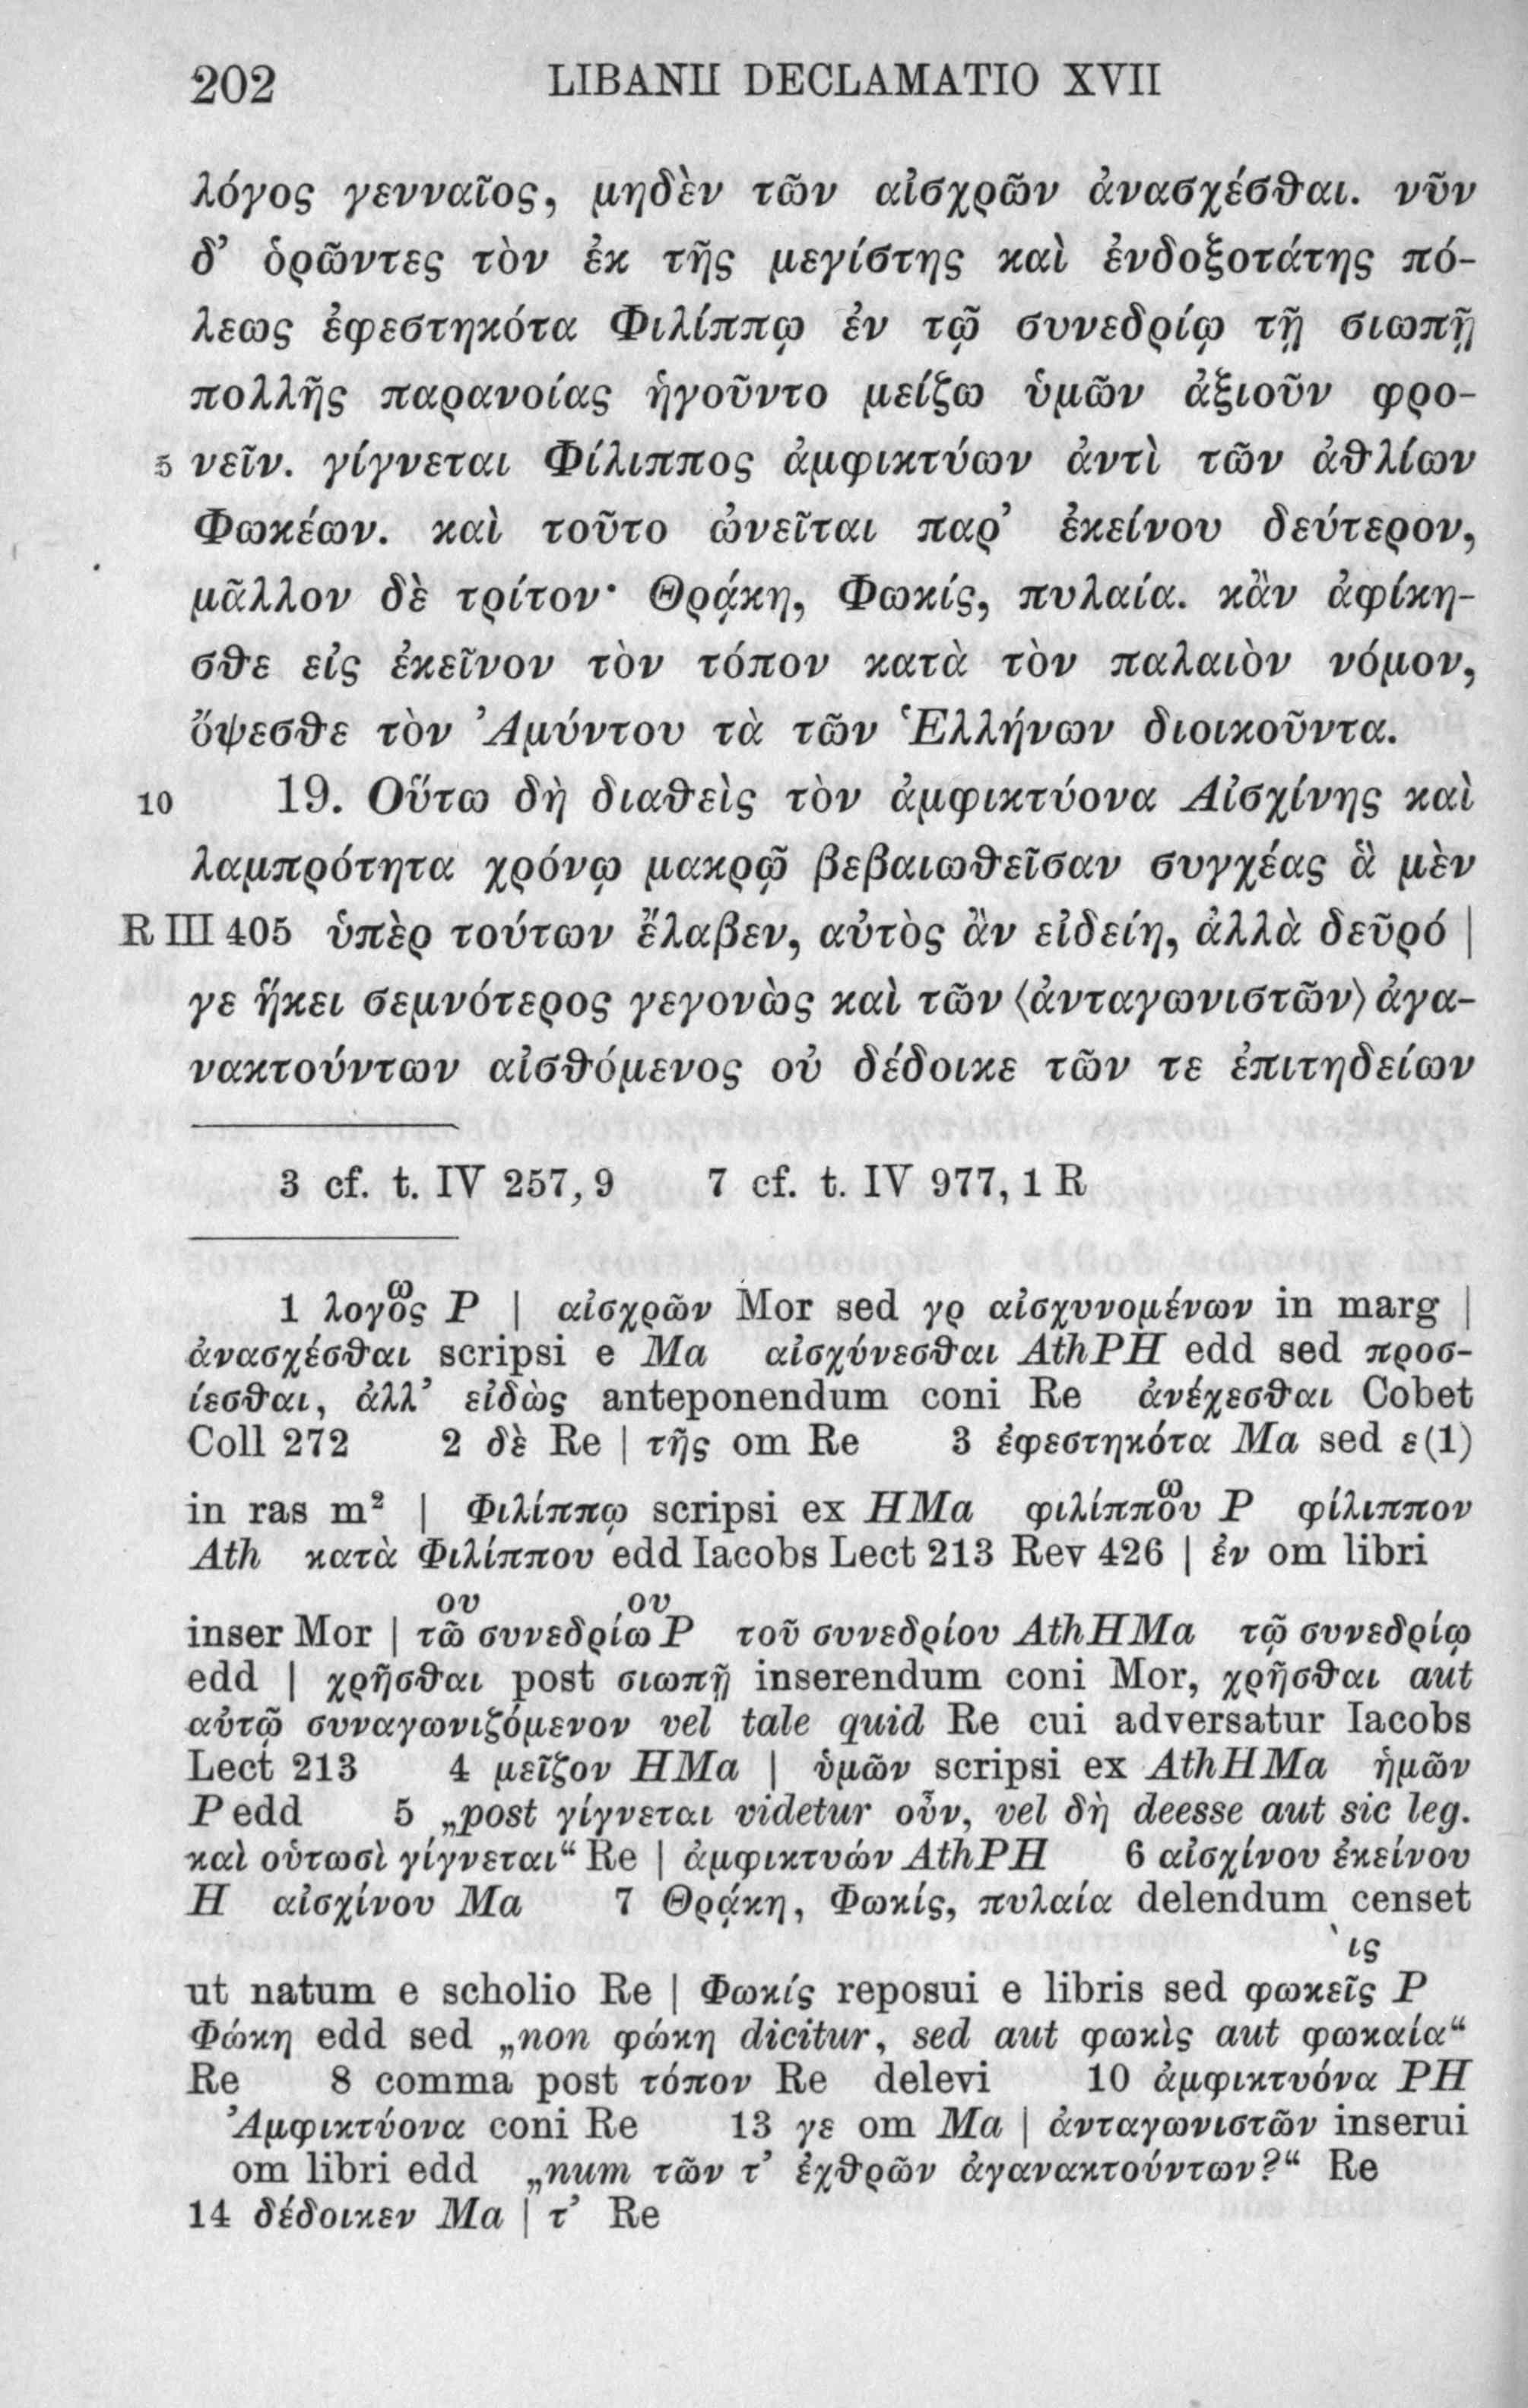 202 LIBANII DECLAMATIO XVII
λόγος γενναῖος, μηδὲν τῶν αἰσχρῶν ἀνασχέσθαι. νῦν
δ’ ὁρῶντες τὸν ἐκ τῆς μεγίστης καὶ ἐνδοξοτάτης πό-
λεως ἐφεστηκότα Φιλίππῳ ἐν τῷ συνεδρίῳ τῇ σιωπῇ
πολλῆς παρανοίας ἡγοῦντο μείζω ὑμῶν ἀξιοῦν φρο-
5 νεῖν. γίγνεται Φίλιππος ἀμφικτύων ἀντὶ τῶν ἀθλίων
Φωκέων. καὶ τοῦτο ὠνεῖται παρ’ ἐκείνου δεύτερον,
μᾶλλον δὲ τρίτον· Θρᾴκη, Φωκίς, πυλαία. κἂν ἀφίκη-
σθε εἰς ἐκεῖνον τὸν τόπον κατὰ τὸν παλαιὸν νόμον,
ὄψεσθε τὸν Ἀμύντου τὰ τῶν Ἑλλήνων διοικοῦντα.
10 19. Οὕτω δὴ διαθεὶς τὸν ἀμφικτύονα Αἰσχίνης καὶ
λαμπρότητα χρόνῳ μακρῷ βεβαιωθεῖσαν συγχέας ἃ μὲν
R III 405 ὑπὲρ τούτων ἔλαβεν, αὐτὸς ἂν εἰδείη, ἀλλὰ δεῦρό |
γε ἥκει σεμνότερος γεγονὼς καὶ τῶν ⟨ἀνταγωνιστῶν⟩ ἀγα-
νακτούντων αἰσθόμενος οὐ δέδοικε τῶν τε ἐπιτηδείων
3 cf. t. IV 257, 9 7 cf. t. IV 977, 1 R
ω
1 λογος P | αἰσχρῶν Mor sed γρ αἰσχυνομένων in marg |
ἀνασχέσθαι scripsi e Ma αἰσχύνεσθαι AthPH edd sed προσ-
ίεσθαι, ἀλλ’ εἰδὼς anteponendum coni Re ἀνέχεσθαι Cobet
Coll 272 2 δὲ Re | τῆς om Re 3 ἐφεστηκότα Ma sed ε(1)
ω
in ras m² | Φιλίππῳ scripsi ex HMa φιλίππου P φίλιππον
Ath κατὰ Φιλίππου edd Iacobs Lect 213 Rev 426 | ἐν om libri
ου ου
inser Mor | τῶ συνεδρίω P τοῦ συνεδρίου AthHMa τῷ συνεδρίῳ
edd | χρῆσθαι post σιωπῇ inserendum coni Mor, χρῆσθαι aut
αὐτῷ συναγωνιζόμενον vel tale quid Re cui adversatur Iacobs
Lect 213 4 μεῖζον HMa | ὑμῶν scripsi ex AthHMa ἡμῶν
P edd 5 „post γίγνεται videtur οὖν, vel δὴ deesse aut sic leg.
καὶ οὑτωσὶ γίγνεται“ Re | ἀμφικτυών AthPH 6 αἰσχίνου ἐκείνου
H αἰσχίνου Ma 7 Θρᾴκη, Φωκίς, πυλαία delendum censet
ις
ut natum e scholio Re | Φωκίς reposui e libris sed φωκεῖς P
Φώκη edd sed „non φώκη dicitur, sed aut φωκὶς aut φωκαία“
Re 8 comma post τόπον Re delevi 10 ἀμφικτυόνα PH
Ἀμφικτύονα coni Re 13 γε om Ma | ἀνταγωνιστῶν inserui
om libri edd „num τῶν τ’ ἐχθρῶν ἀγανακτούντων?“ Re
14 δέδοικεν Ma | τ’ Re